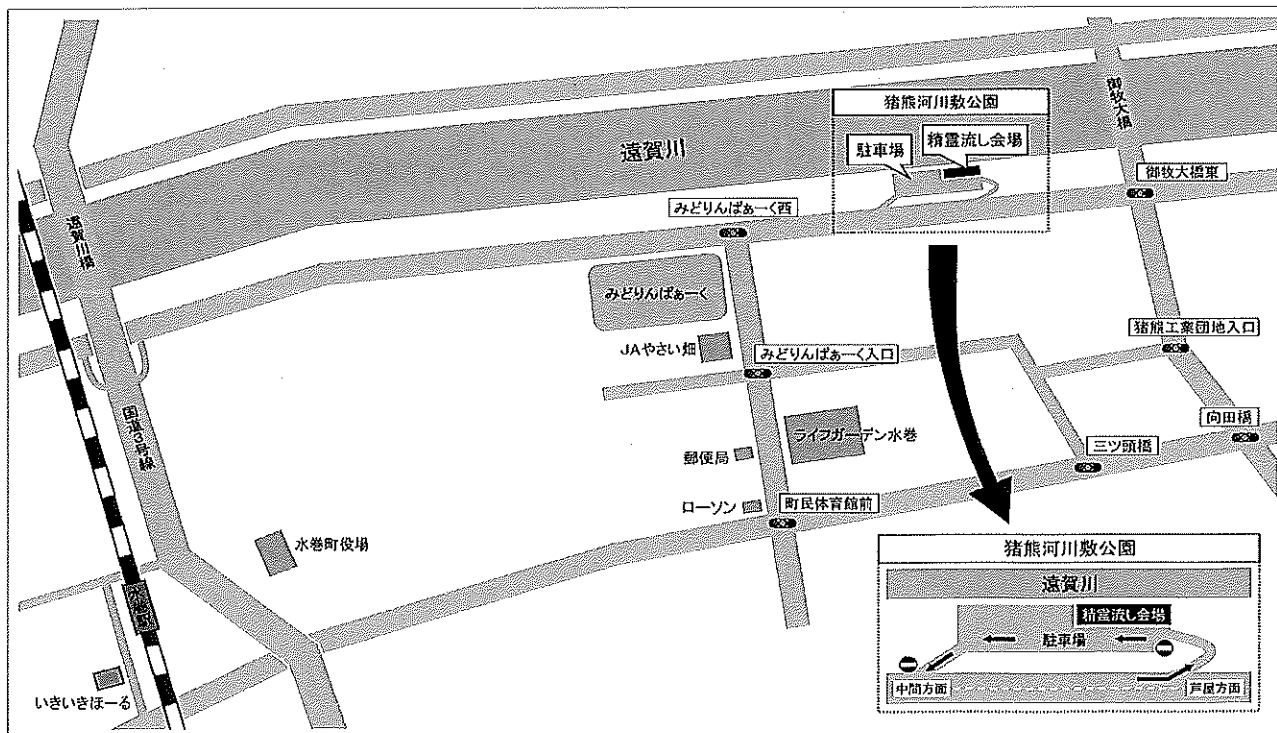 御牧大橋
猪熊河川敷公園
駐車場
精霊流し会場
遠賀川
御牧大橋東
みどりんぱぁーく西
遠賀川橋
みどりんぱぁーく
猪熊工業団地入口
JAやさい畑
みどりんぱぁーく入口
国道3号線
向田橋
ライフガーデン水巻
三ツ頭橋
郵便局
ローソン
町民体育館前
水巻町役場
水巻駅
いきいきほーる
猪熊河川敷公園
遠賀川
精霊流し会場
駐車場
中間方面
芦屋方面